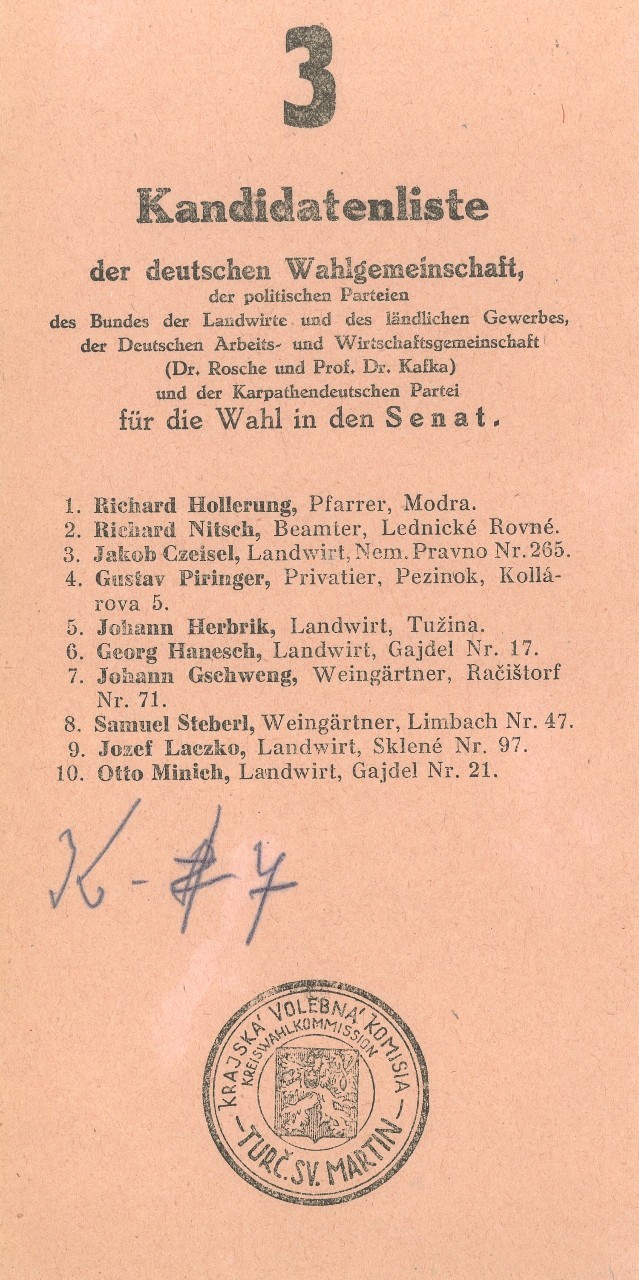 3
Kandidatenliste
der deutschen Wahlgemeinschaft,
der politischen Parteien
des Bundes der Landwirte und des ländlichen Gewerbes,
der Deutschen Arbeits- und Wirtschaftsgemeinschaft
(Dr. Rosche und Prof. Dr. Kafka)
und der Karpathendeutschen Partei
für die Wahl in den Senat.
1. Richard Hollerung, Pfarrer, Modra.
2. Richard Nitsch, Beamter, Lednické Rovné.
3. Jakob Czeisel, Landwirt, Nem. Pravno Nr. 265.
4. Gustav Piringer, Privatier, Pezinok, Kollá-
rova 5.
5. Johann Herbrik, Landwirt, Tužina.
6. Georg Hanesch, Landwirt, Gajdel Nr. 17.
7. Johann Gschweng, Weingärtner, Račištorf
Nr. 71.
8. Samuel Steberl, Weingärtner, Limbach Nr. 47.
9. Jozef Laczko, Landwirt, Sklené Nr. 97.
10. Otto Minich, Landwirt, Gajdel Nr. 21.
K - 7
KRAJSKÁ VOLEBNÁ KOMISIA
KREISWAHLKOMMISSION
TURČ. SV. MARTIN